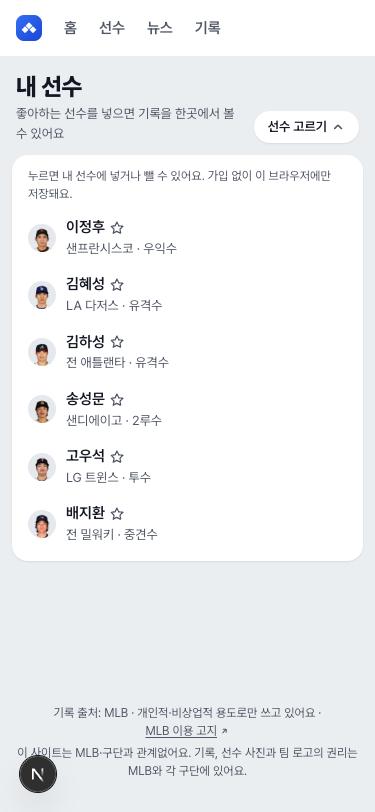 홈 선수 뉴스 기록
내 선수
좋아하는 선수를 넣으면 기록을 한곳에서 볼
수 있어요
선수 고르기
누르면 내 선수에 넣거나 뺄 수 있어요. 가입 없이 이 브라우저에만
저장돼요.
이정후
샌프란시스코 · 우익수
김혜성
LA 다저스 · 유격수
김하성
전 애틀랜타 · 유격수
송성문
샌디에이고 · 2루수
고우석
LG 트윈스 · 투수
배지환
전 밀워키 · 중견수
기록 출처: MLB · 개인적·비상업적 용도로만 쓰고 있어요 ·
MLB 이용 고지 ↗
이 사이트는 MLB·구단과 관계없어요. 기록, 선수 사진과 팀 로고의 권리는
MLB와 각 구단에 있어요.
N